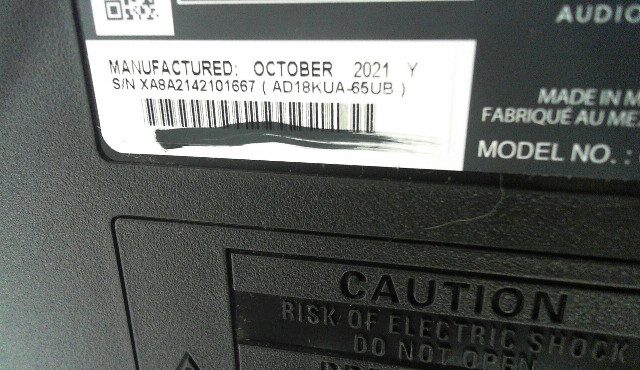 AUDIO
MANUFACTURED: OCTOBER 2021 Y
S/N XA8A2142101667 ( AD18KUA-65UB )
MADE IN
FABRIQUÉ AU
MODEL NO. :
CAUTION
RISK OF ELECTRIC SHOCK
DO NOT OPEN